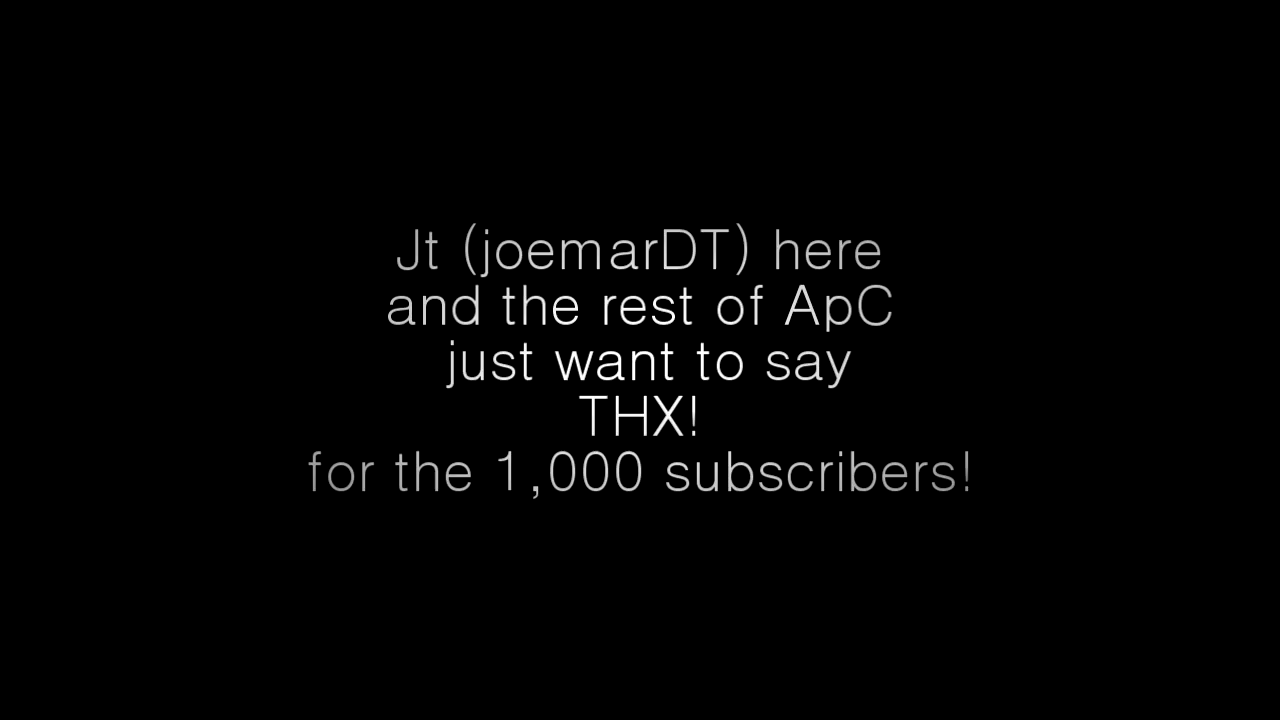 Jt (joemarDT) here
and the rest of ApC
just want to say
THX!
for the 1,000 subscribers!